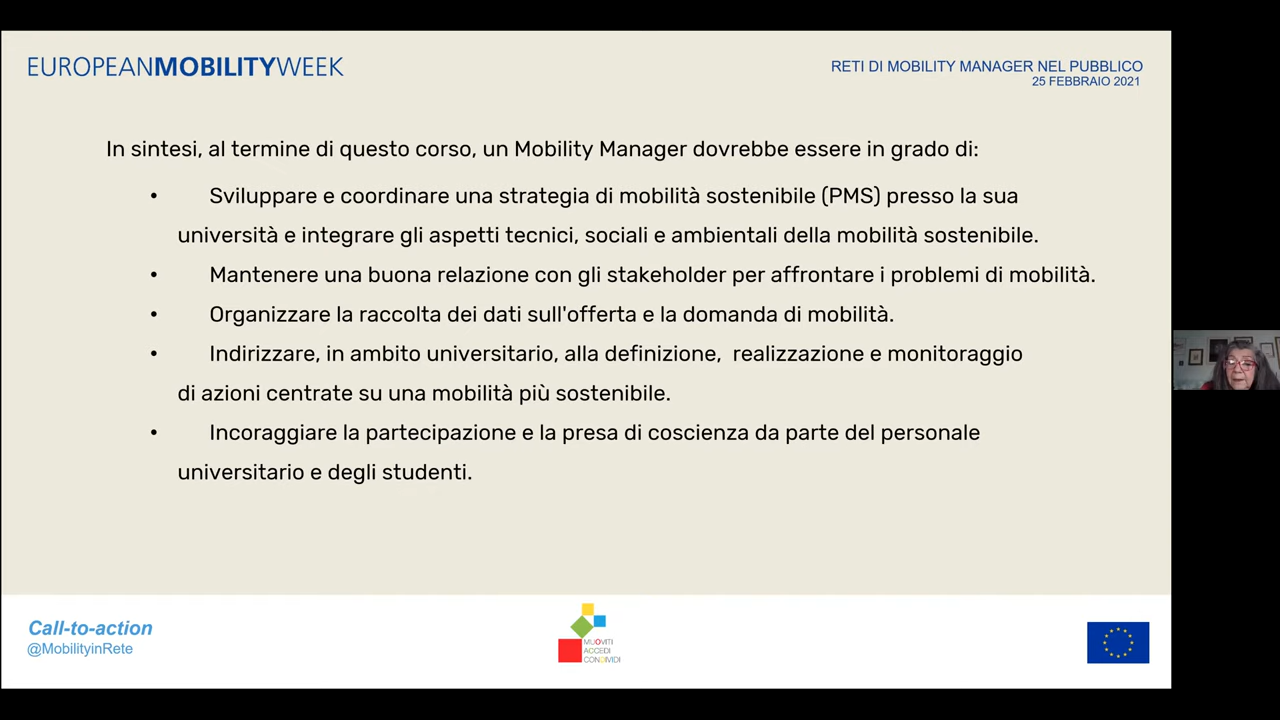 EUROPEANMOBILITYWEEK
RETI DI MOBILITY MANAGER NEL PUBBLICO
25 FEBBRAIO 2021
In sintesi, al termine di questo corso, un Mobility Manager dovrebbe essere in grado di:
• Sviluppare e coordinare una strategia di mobilità sostenibile (PMS) presso la sua
università e integrare gli aspetti tecnici, sociali e ambientali della mobilità sostenibile.
• Mantenere una buona relazione con gli stakeholder per affrontare i problemi di mobilità.
• Organizzare la raccolta dei dati sull'offerta e la domanda di mobilità.
• Indirizzare, in ambito universitario, alla definizione, realizzazione e monitoraggio
di azioni centrate su una mobilità più sostenibile.
• Incoraggiare la partecipazione e la presa di coscienza da parte del personale
universitario e degli studenti.
Call-to-action
@MobilityinRete
MUOVITI
ACCEDI
CONDIVIDI